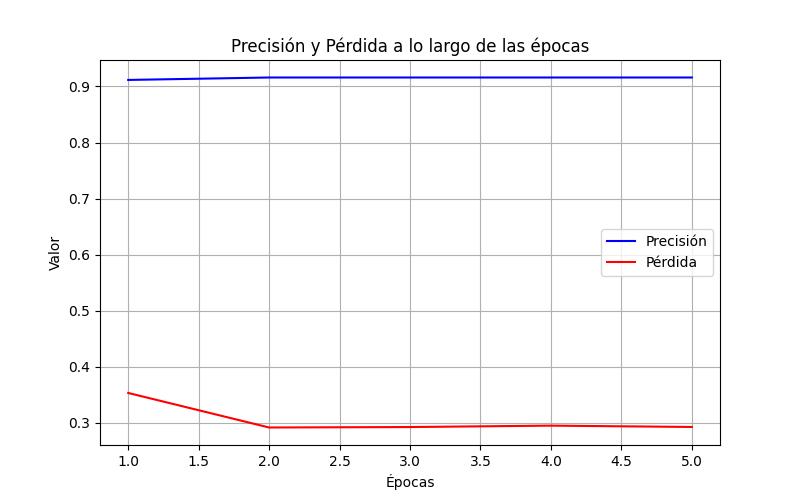 Precisión y Pérdida a lo largo de las épocas
Valor
0.9
0.8
0.7
0.6
0.5
0.4
0.3
Precisión
Pérdida
1.0 1.5 2.0 2.5 3.0 3.5 4.0 4.5 5.0
Épocas